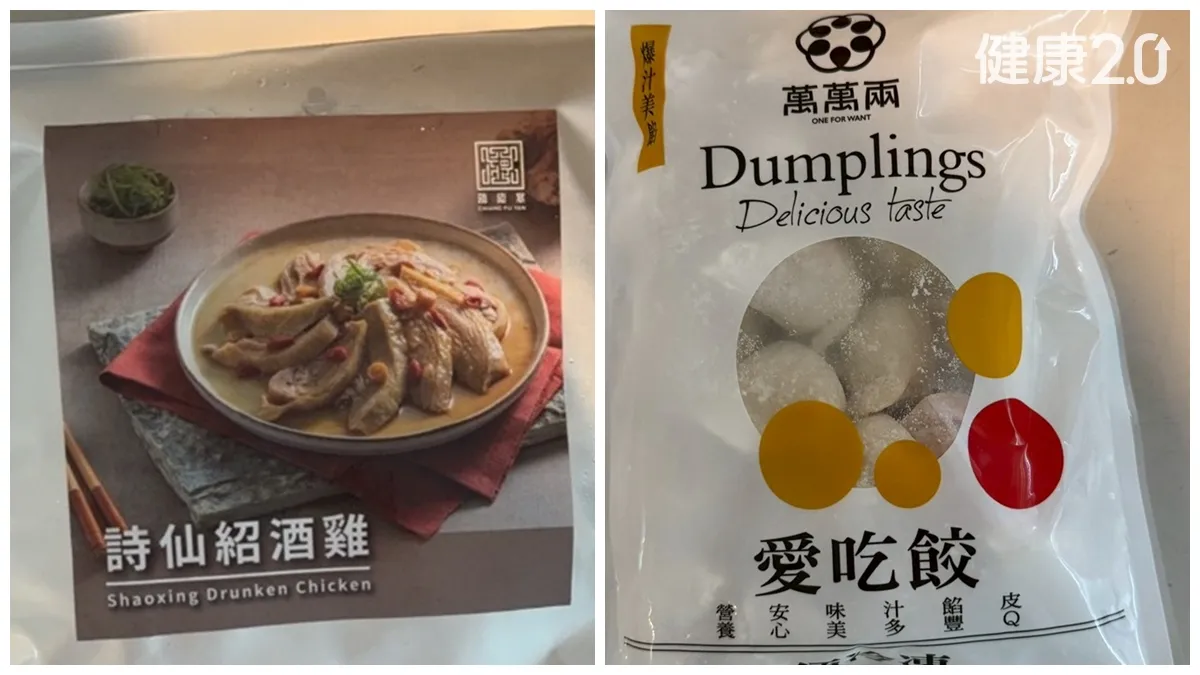 詩仙紹酒雞
Shaoxing Drunken Chicken
健康2.0
爆汁美餡
萬萬兩
ONE FOR WANT
Dumplings
Delicious taste
愛吃餃
皮Q
餡豐
汁多
味美
安心
營養